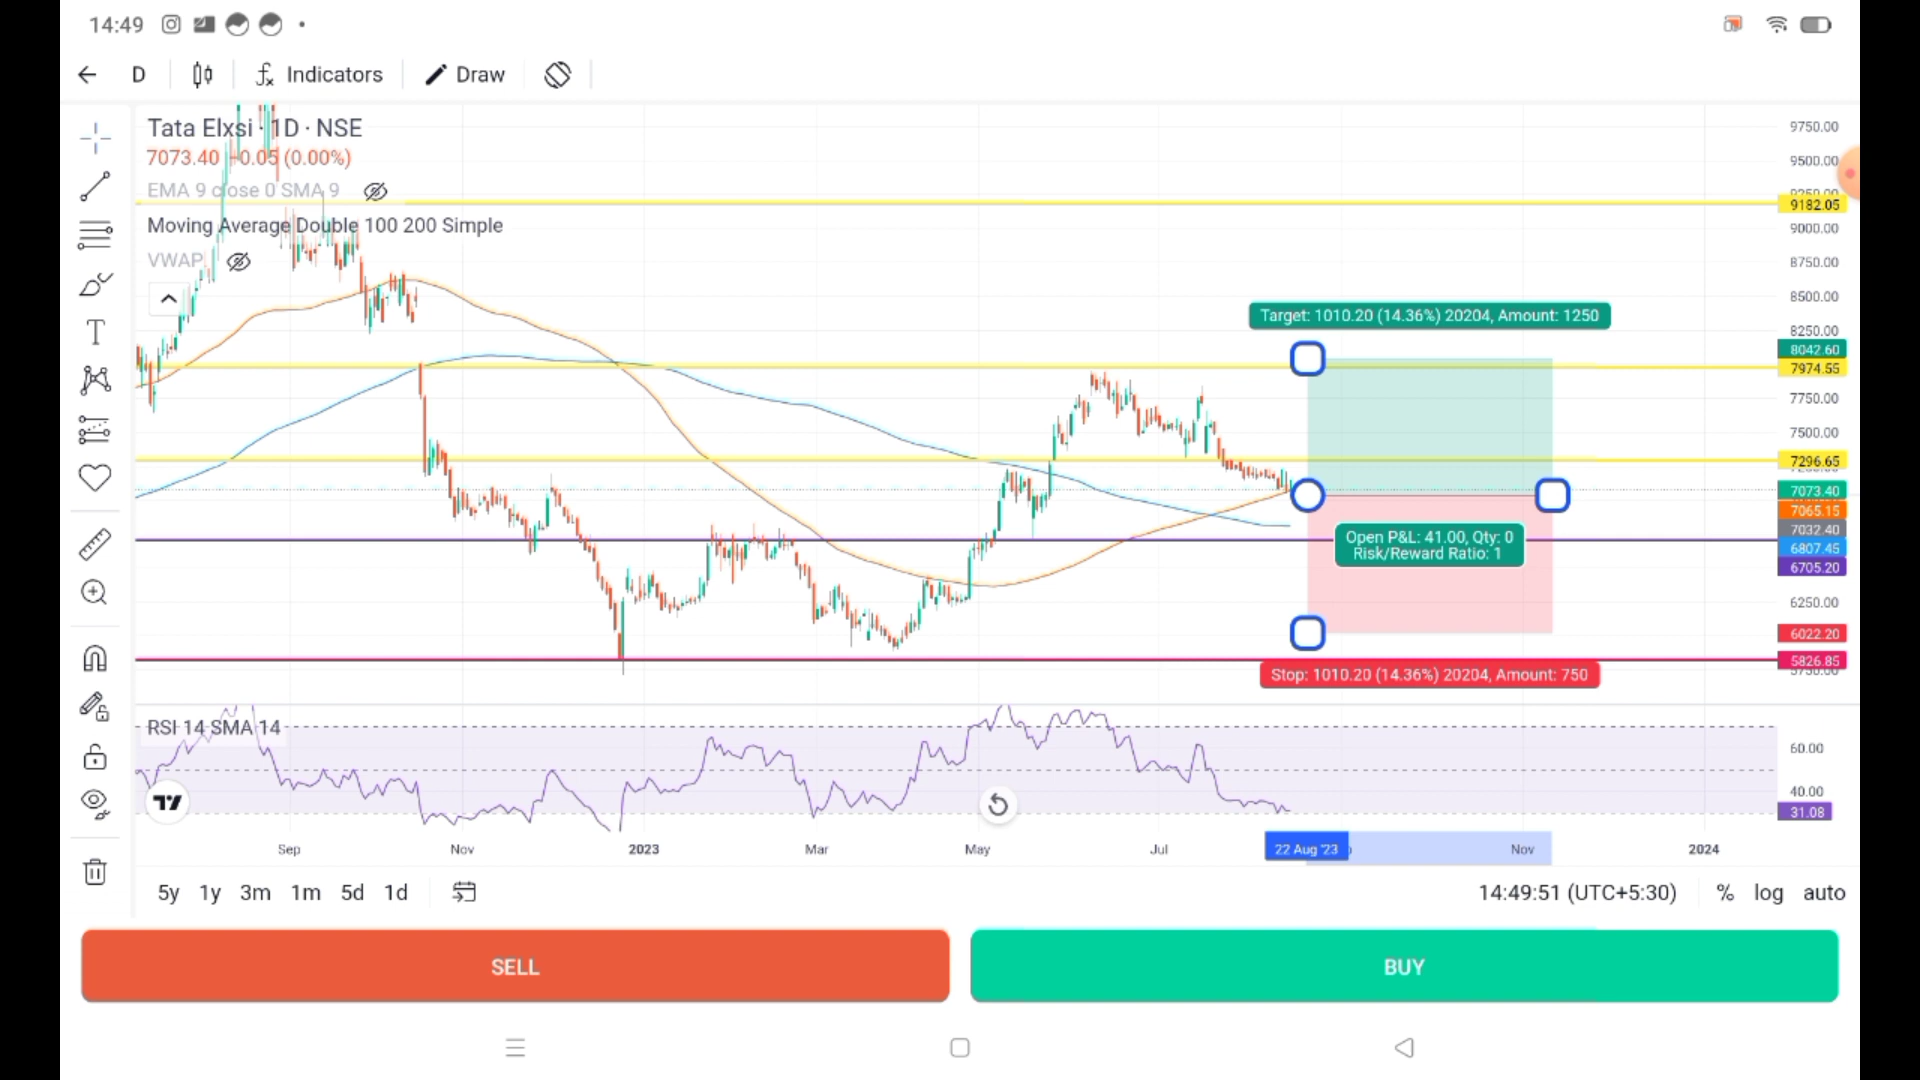 14:49
D
Indicators
Draw
Tata Elxsi · 1D · NSE
7073.40 −0.05 (0.00%)
EMA 9 close 0 SMA 9
Moving Average Double 100 200 Simple
VWAP
9750.00
9500.00
9250.00
9182.05
9000.00
8750.00
8500.00
8250.00
8042.60
7974.55
7750.00
7500.00
7296.65
7073.40
7065.15
7032.40
6807.45
6705.20
6250.00
6022.20
5826.85
Target: 1010.20 (14.36%) 20204, Amount: 1250
Open P&L: 41.00, Qty: 0
Risk/Reward Ratio: 1
Stop: 1010.20 (14.36%) 20204, Amount: 750
RSI 14 SMA 14
60.00
40.00
31.08
Sep Nov 2023 Mar May Jul 22 Aug '23 Nov 2024
5y 1y 3m 1m 5d 1d
14:49:51 (UTC+5:30) % log auto
SELL
BUY